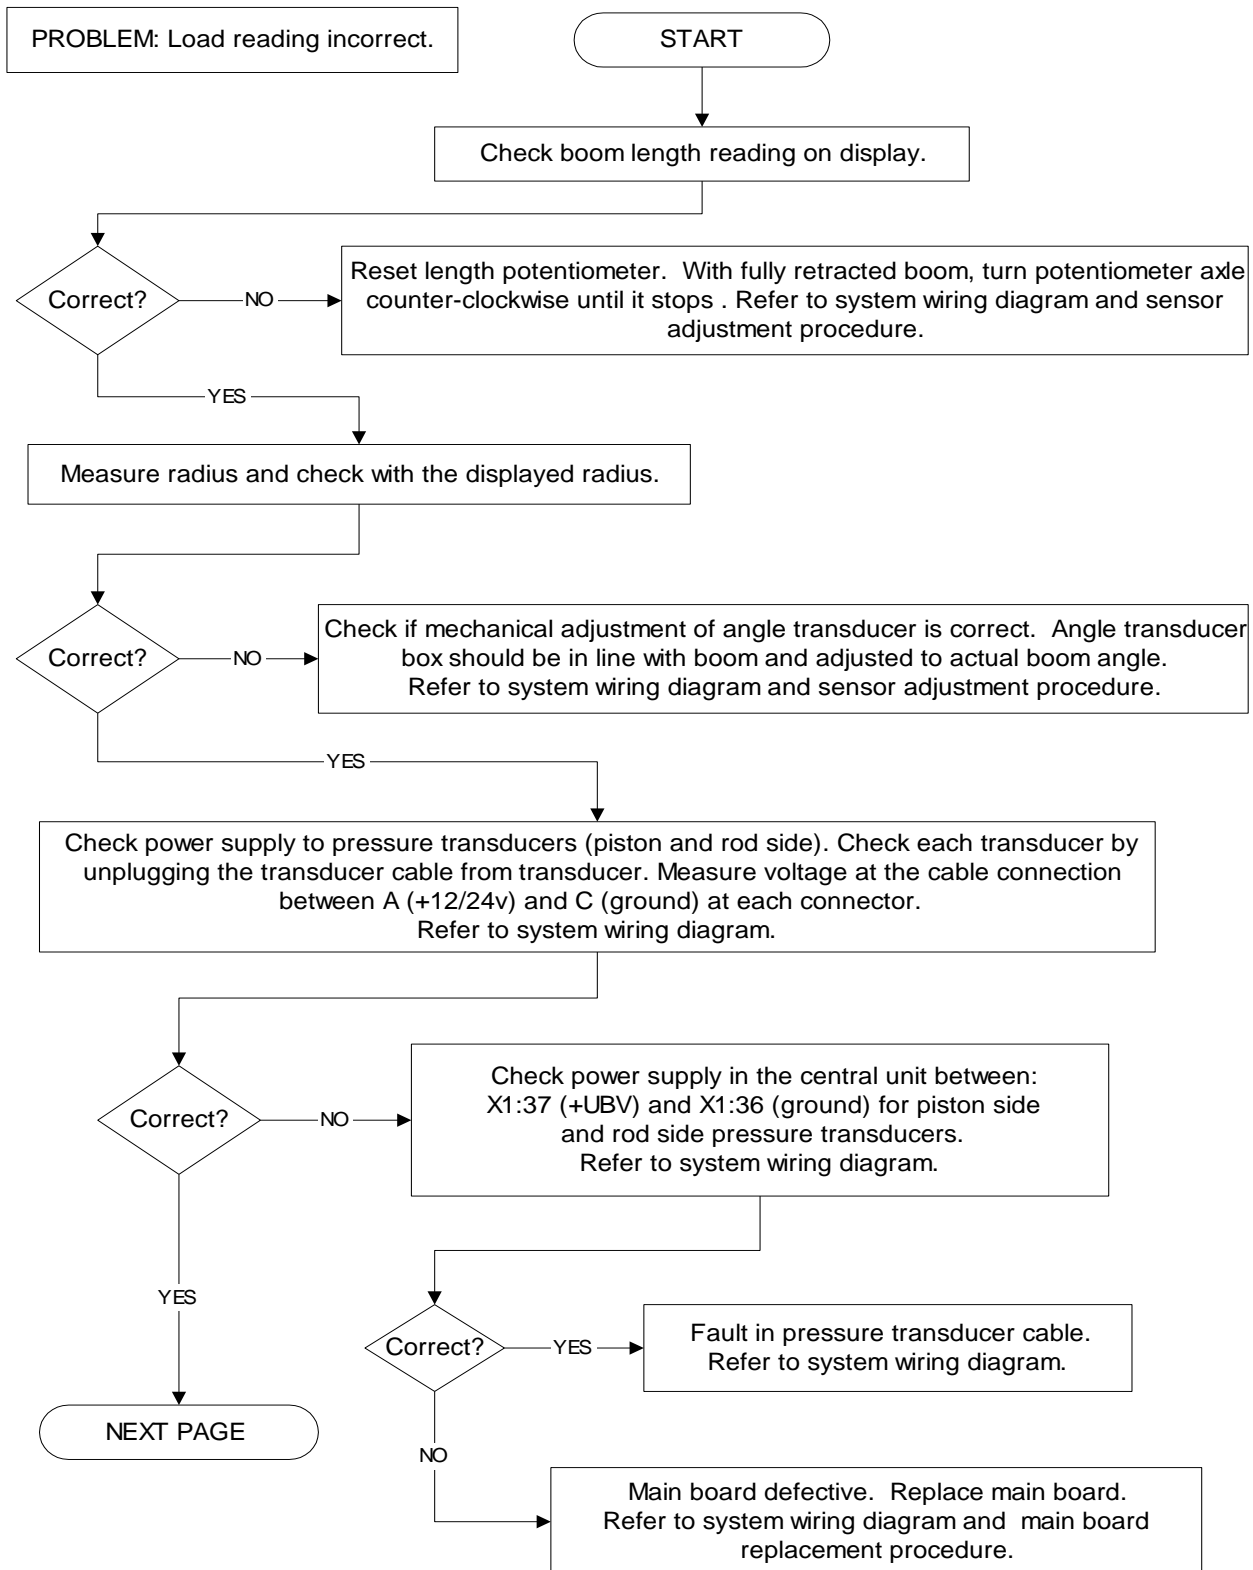 PROBLEM: Load reading incorrect.
START
Check boom length reading on display.
Correct?
NO
Reset length potentiometer. With fully retracted boom, turn potentiometer axle
counter-clockwise until it stops . Refer to system wiring diagram and sensor
adjustment procedure.
YES
Measure radius and check with the displayed radius.
Correct?
NO
Check if mechanical adjustment of angle transducer is correct. Angle transducer
box should be in line with boom and adjusted to actual boom angle.
Refer to system wiring diagram and sensor adjustment procedure.
YES
Check power supply to pressure transducers (piston and rod side). Check each transducer by
unplugging the transducer cable from transducer. Measure voltage at the cable connection
between A (+12/24v) and C (ground) at each connector.
Refer to system wiring diagram.
Correct?
NO
Check power supply in the central unit between:
X1:37 (+UBV) and X1:36 (ground) for piston side
and rod side pressure transducers.
Refer to system wiring diagram.
YES
Correct?
YES
Fault in pressure transducer cable.
Refer to system wiring diagram.
NEXT PAGE
NO
Main board defective. Replace main board.
Refer to system wiring diagram and main board
replacement procedure.